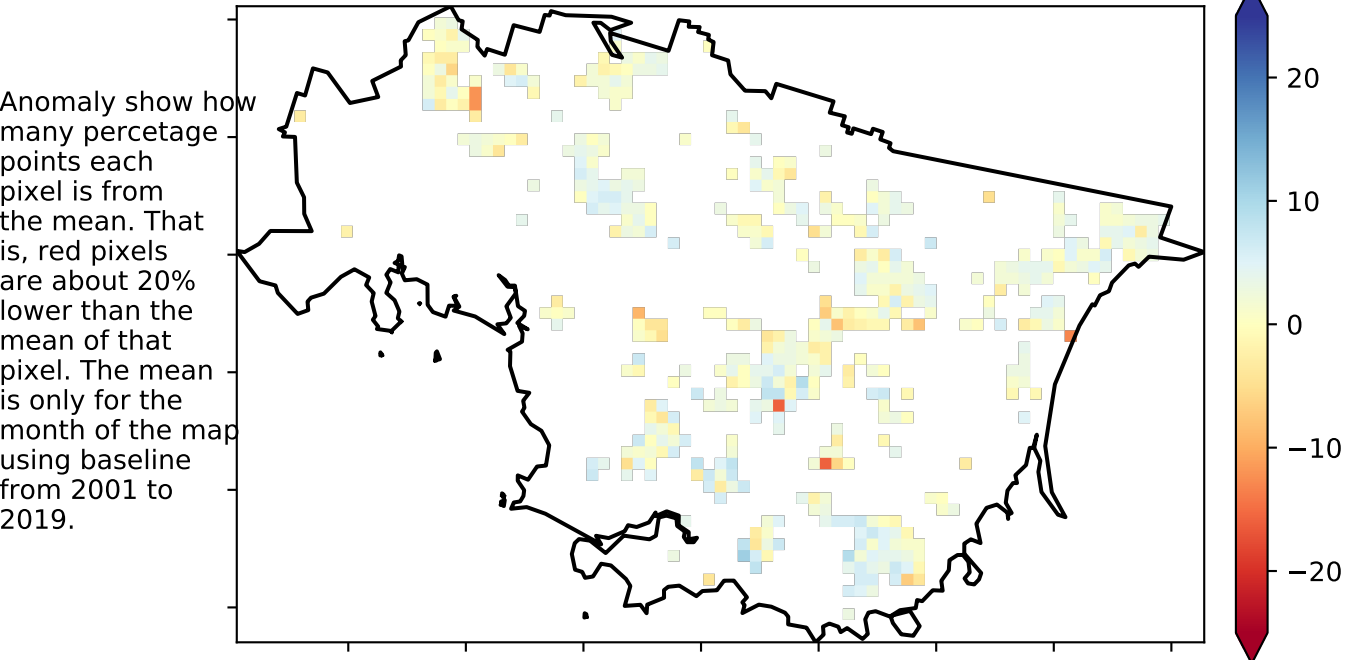 Anomaly show how
many percetage
points each
pixel is from
the mean. That
is, red pixels
are about 20%
lower than the
mean of that
pixel. The mean
is only for the
month of the map
using baseline
from 2001 to
2019.
20
10
0
−10
−20